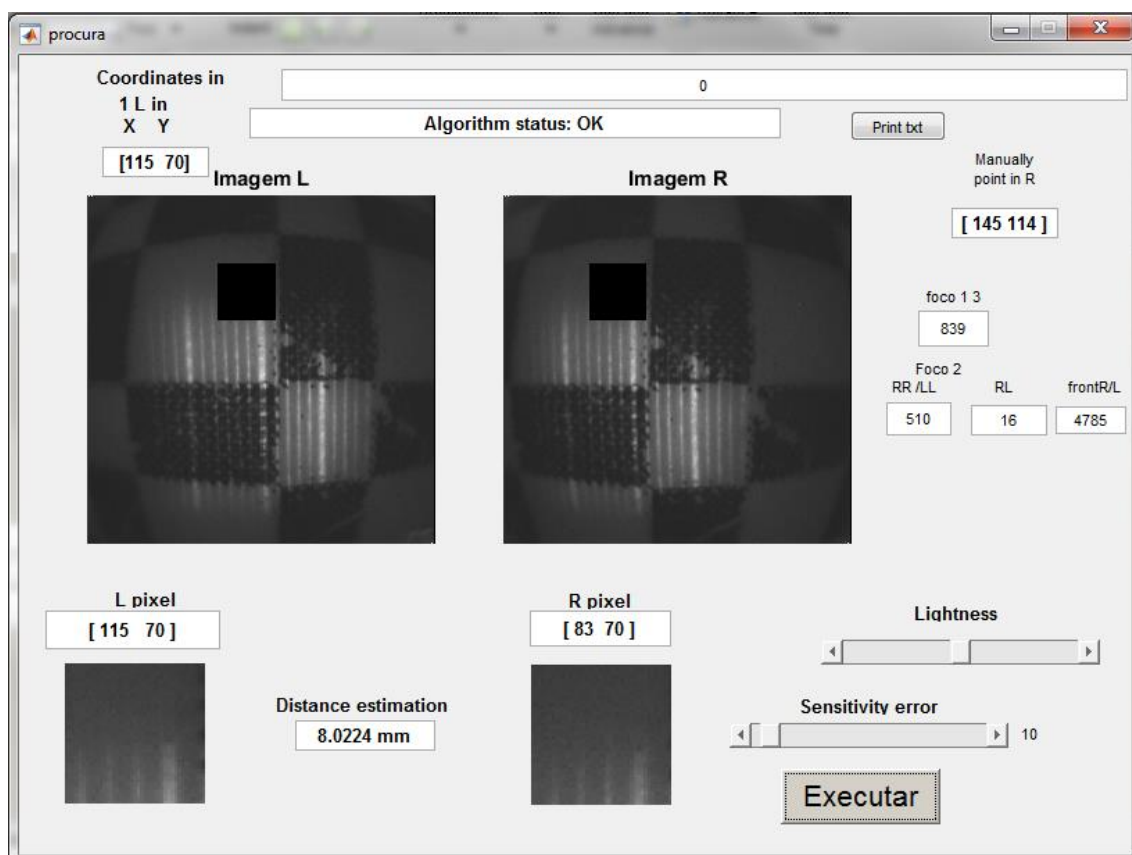 procura
Coordinates in
1 L in
X Y
[115 70]
0
Algorithm status: OK
Print txt
Imagem L
Imagem R
Manually
point in R
[ 145 114 ]
foco 1 3
839
Foco 2
RR /LL
RL
frontR/L
510
16
4785
L pixel
[ 115 70 ]
R pixel
[ 83 70 ]
Lightness
Distance estimation
8.0224 mm
Sensitivity error
10
Executar